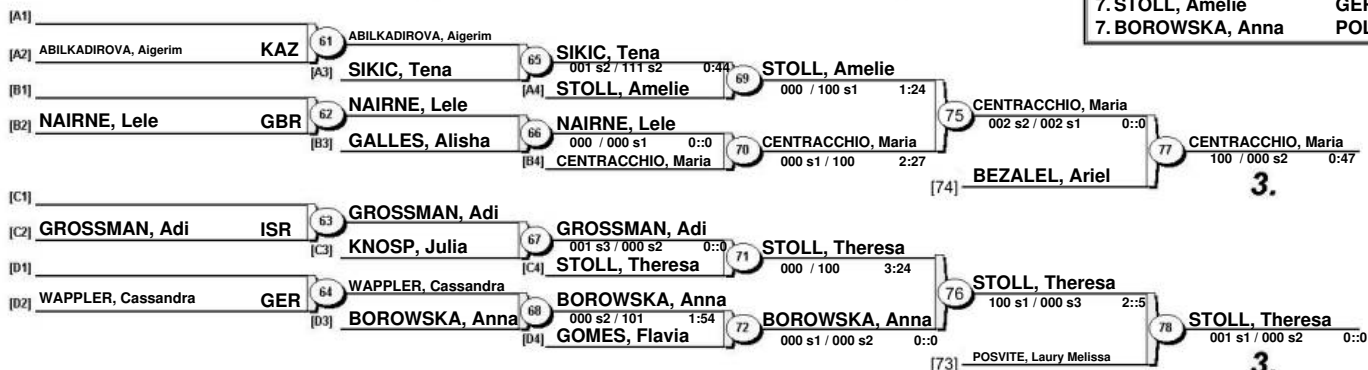 7. STOLL, Amelie GER
7. BOROWSKA, Anna POL
[A1]
[A2] ABILKADIROVA, Aigerim KAZ
61
ABILKADIROVA, Aigerim
[A3] SIKIC, Tena
65
SIKIC, Tena
001 s2 / 111 s2 0:44
[A4] STOLL, Amelie
69
STOLL, Amelie
000 / 100 s1 1:24
[B1]
[B2] NAIRNE, Lele GBR
62
NAIRNE, Lele
[B3] GALLES, Alisha
66
NAIRNE, Lele
000 / 000 s1 0::0
[B4] CENTRACCHIO, Maria
70
CENTRACCHIO, Maria
000 s1 / 100 2:27
75
CENTRACCHIO, Maria
002 s2 / 002 s1 0::0
[74] BEZALEL, Ariel
77
CENTRACCHIO, Maria
100 / 000 s2 0:47
3.
[C1]
[C2] GROSSMAN, Adi ISR
63
GROSSMAN, Adi
[C3] KNOSP, Julia
67
GROSSMAN, Adi
001 s3 / 000 s2 0::0
[C4] STOLL, Theresa
71
STOLL, Theresa
000 / 100 3:24
[D1]
[D2] WAPPLER, Cassandra GER
64
WAPPLER, Cassandra
[D3] BOROWSKA, Anna
68
BOROWSKA, Anna
000 s2 / 101 1:54
[D4] GOMES, Flavia
72
BOROWSKA, Anna
000 s1 / 000 s2 0::0
76
STOLL, Theresa
100 s1 / 000 s3 2::5
[73] POSVITE, Laury Melissa
78
STOLL, Theresa
001 s1 / 000 s2 0::0
3.